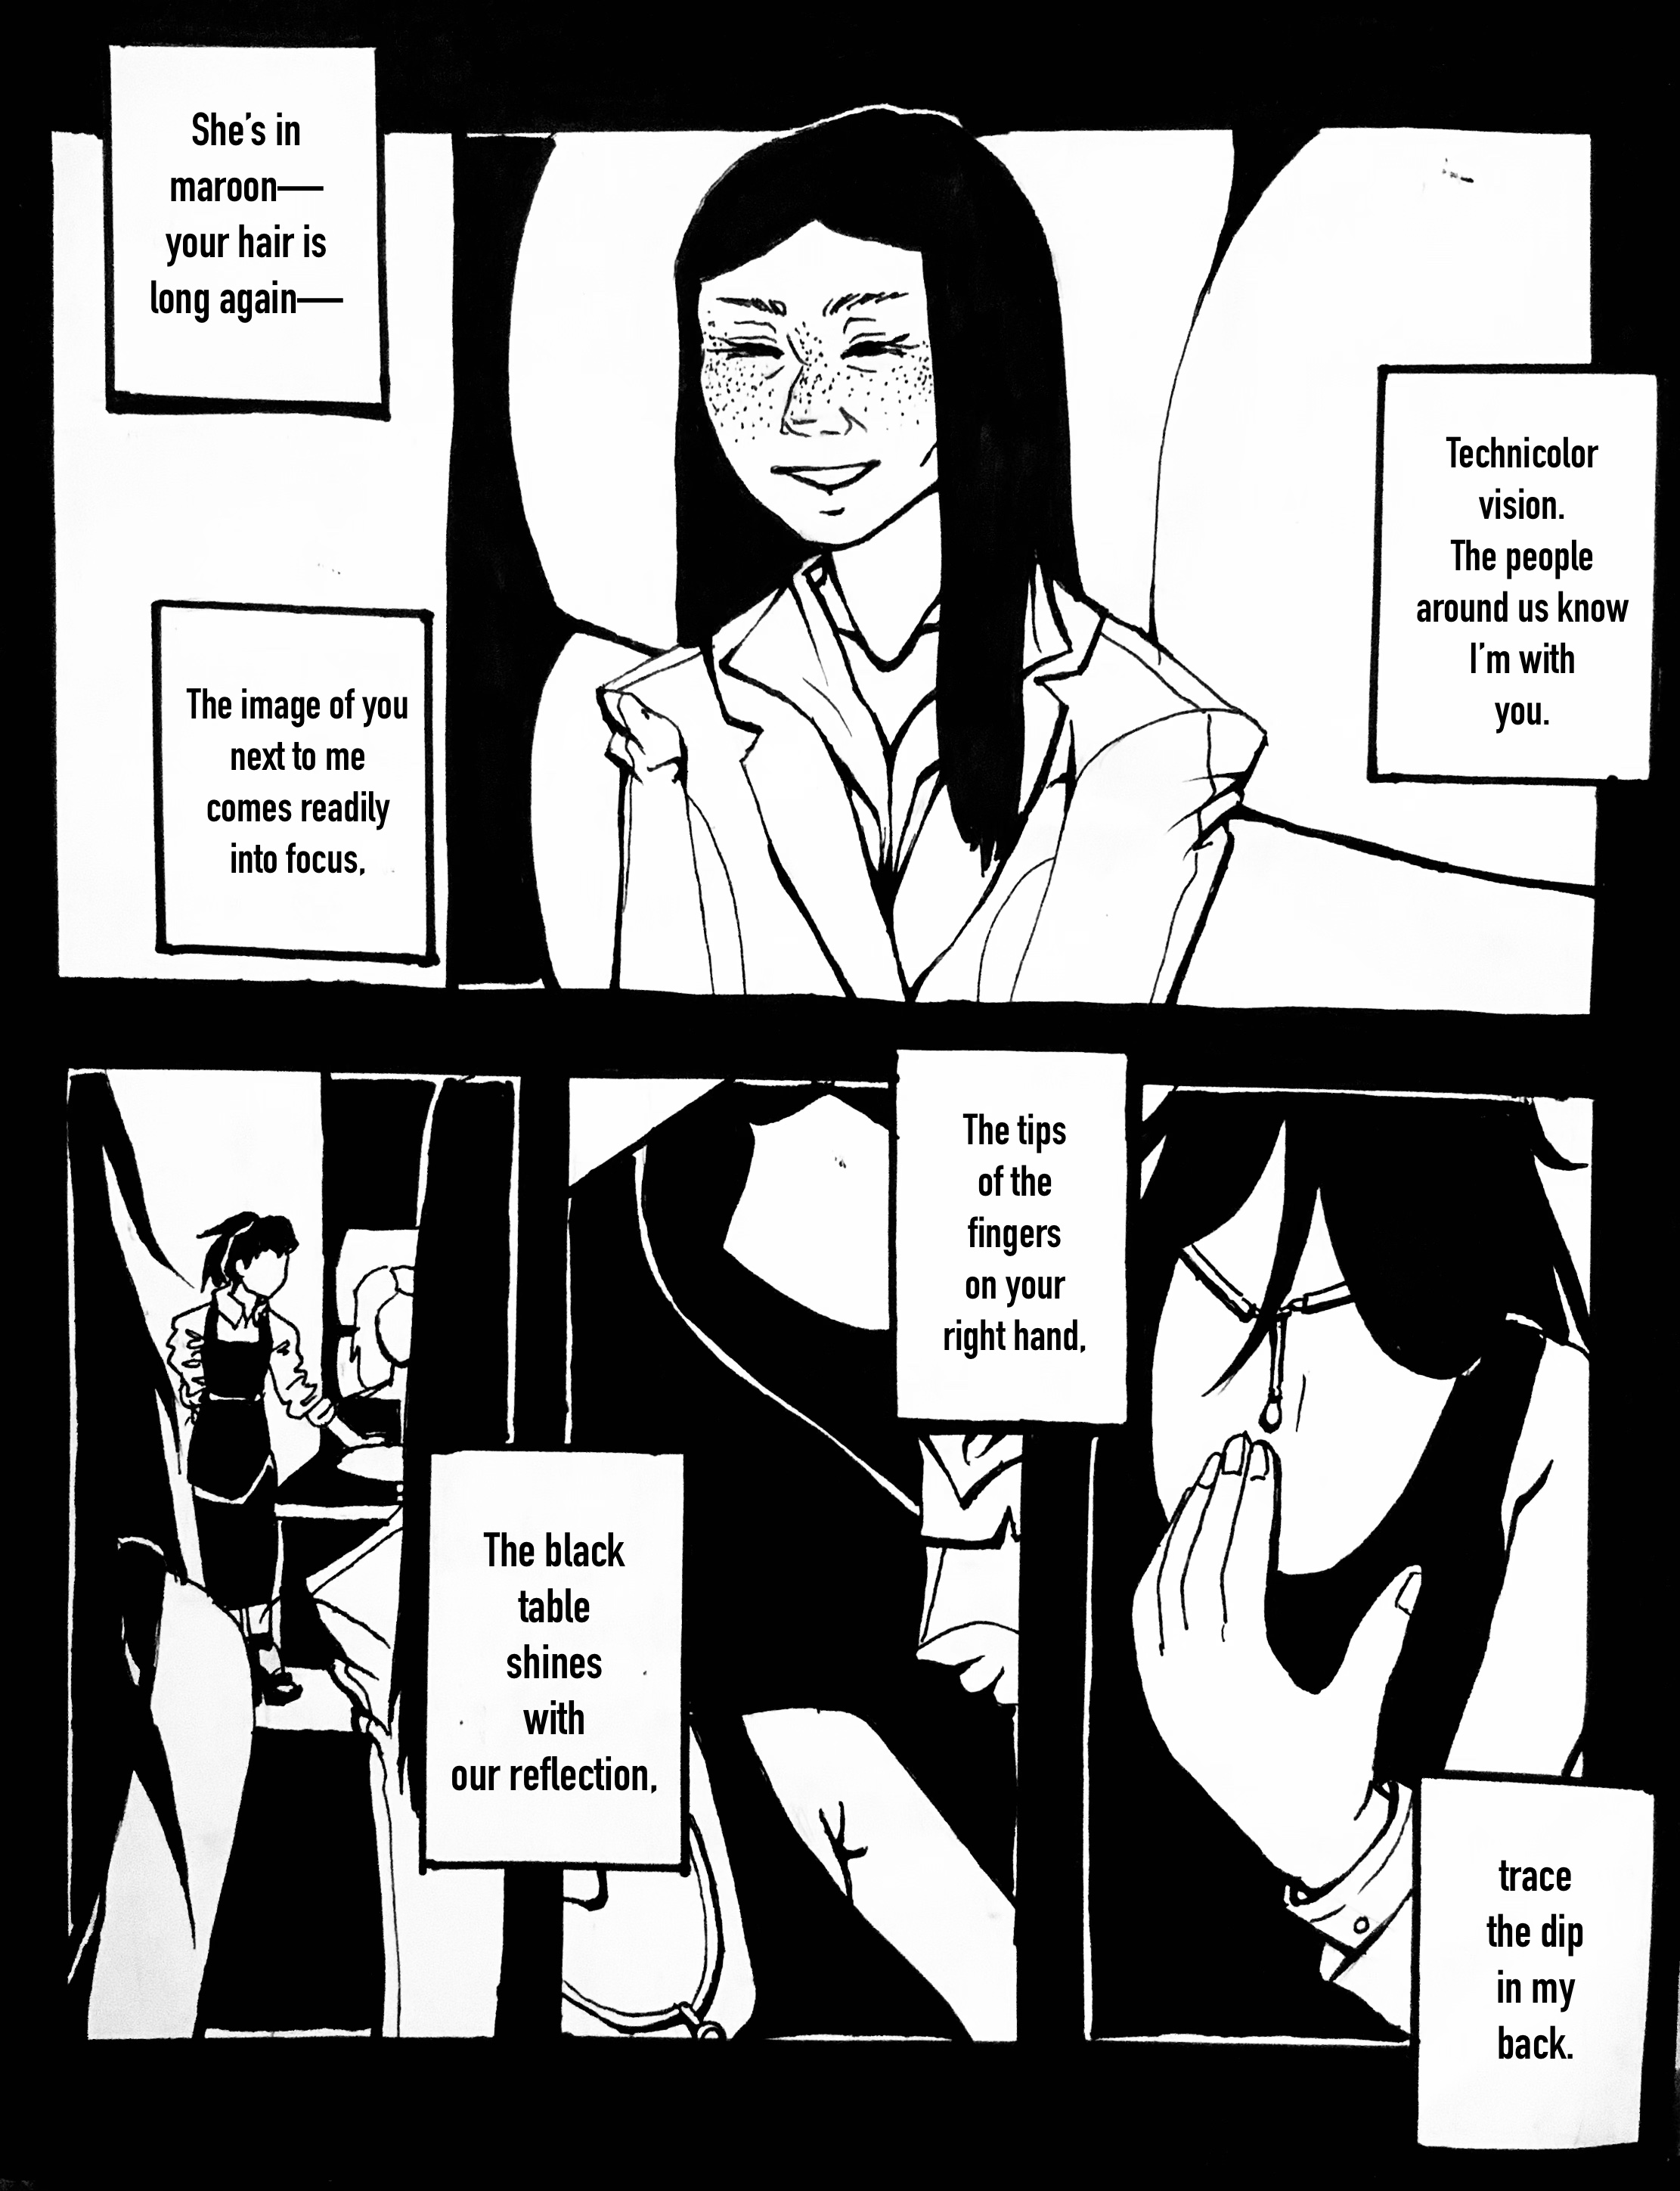 She's in
maroon—
your hair is
long again—
The image of you
next to me
comes readily
into focus,
Technicolor
vision.
The people
around us know
I'm with
you.
The black
table
shines
with
our reflection,
The tips
of the
fingers
on your
right hand,
trace
the dip
in my
back.